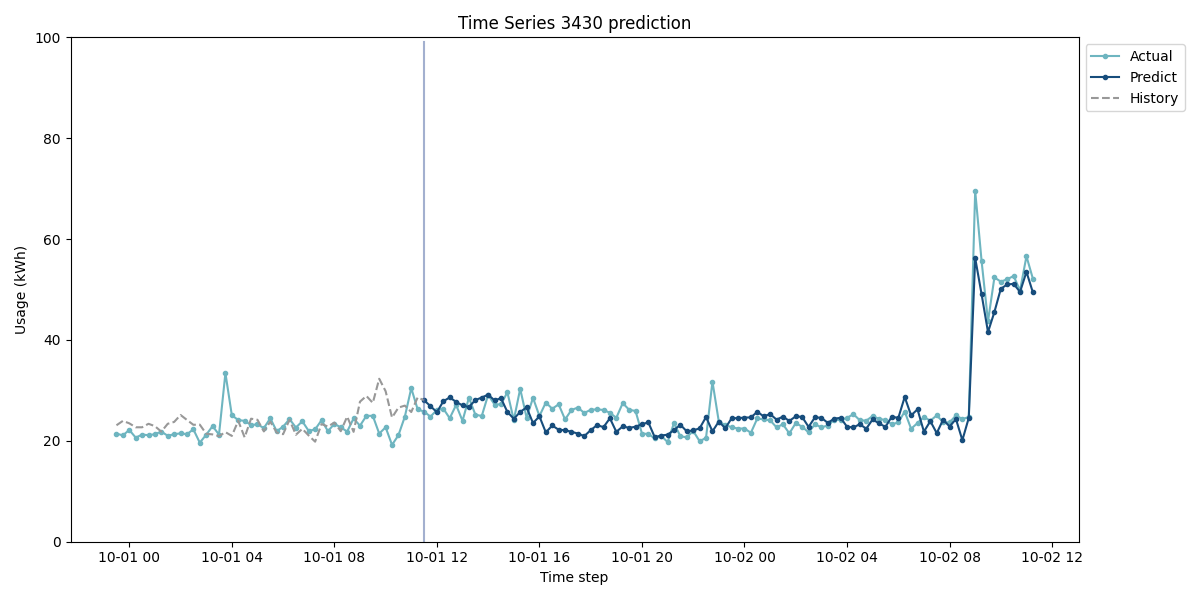 Time Series 3430 prediction
100
80
60
40
20
0
Usage (kWh)
10-01 00
10-01 04
10-01 08
10-01 12
10-01 16
10-01 20
10-02 00
10-02 04
10-02 08
10-02 12
Time step
Actual
Predict
History